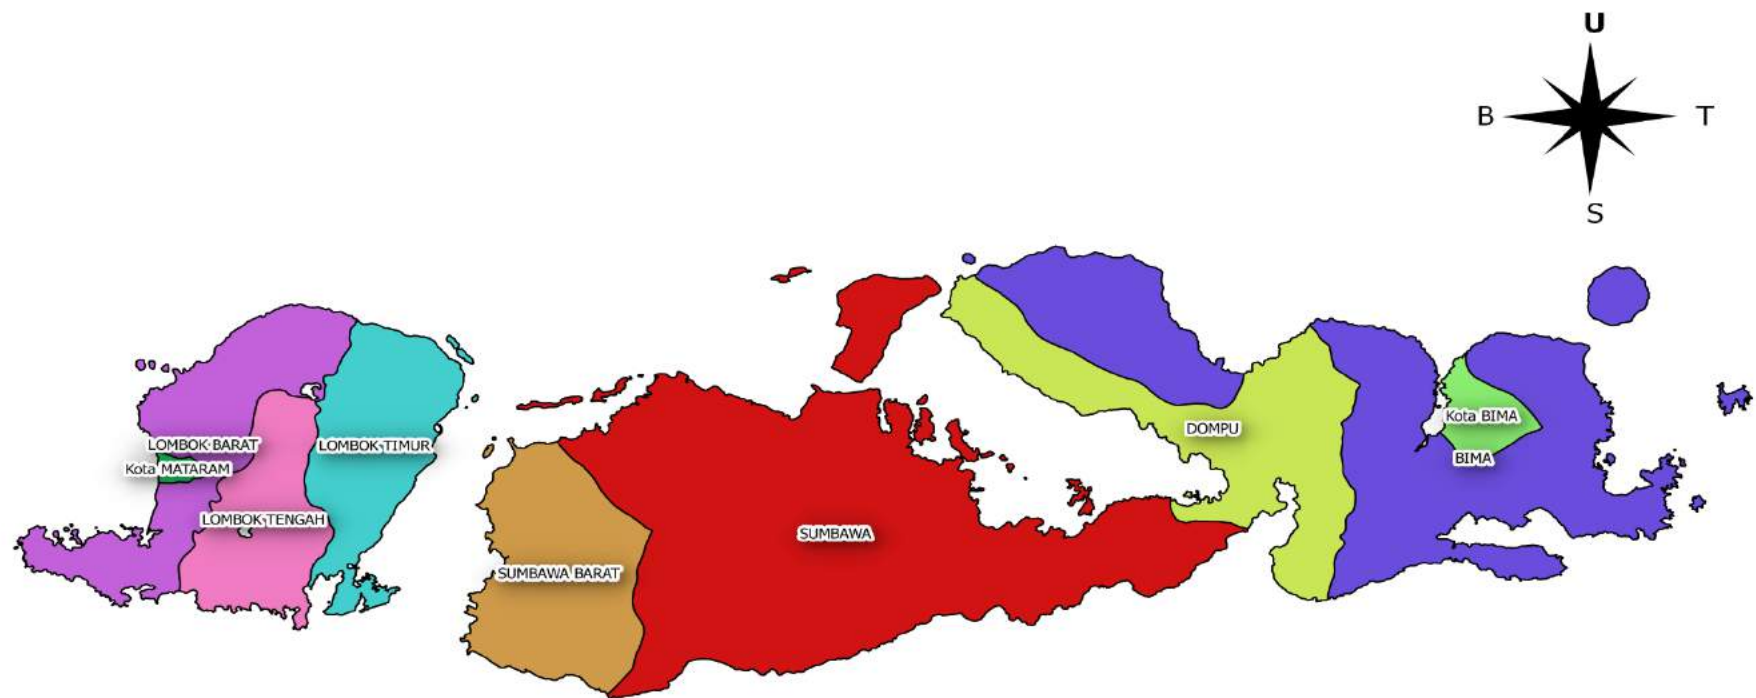 U
B
T
S
LOMBOK BARAT
Kota MATARAM
LOMBOK TENGAH
LOMBOK TIMUR
SUMBAWA BARAT
SUMBAWA
DOMPU
Kota BIMA
BIMA